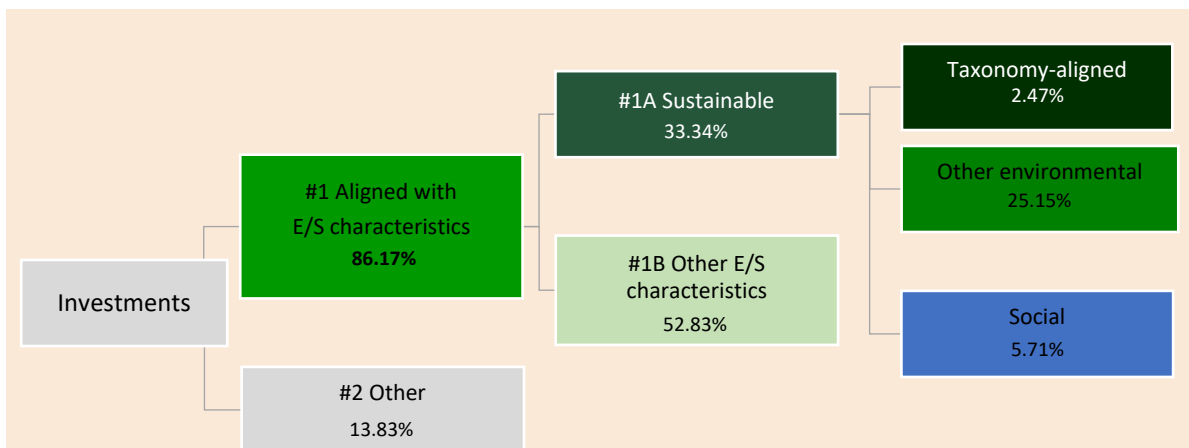 Investments
#1 Aligned with
E/S characteristics
86.17%
#2 Other
13.83%
#1A Sustainable
33.34%
#1B Other E/S
characteristics
52.83%
Taxonomy-aligned
2.47%
Other environmental
25.15%
Social
5.71%